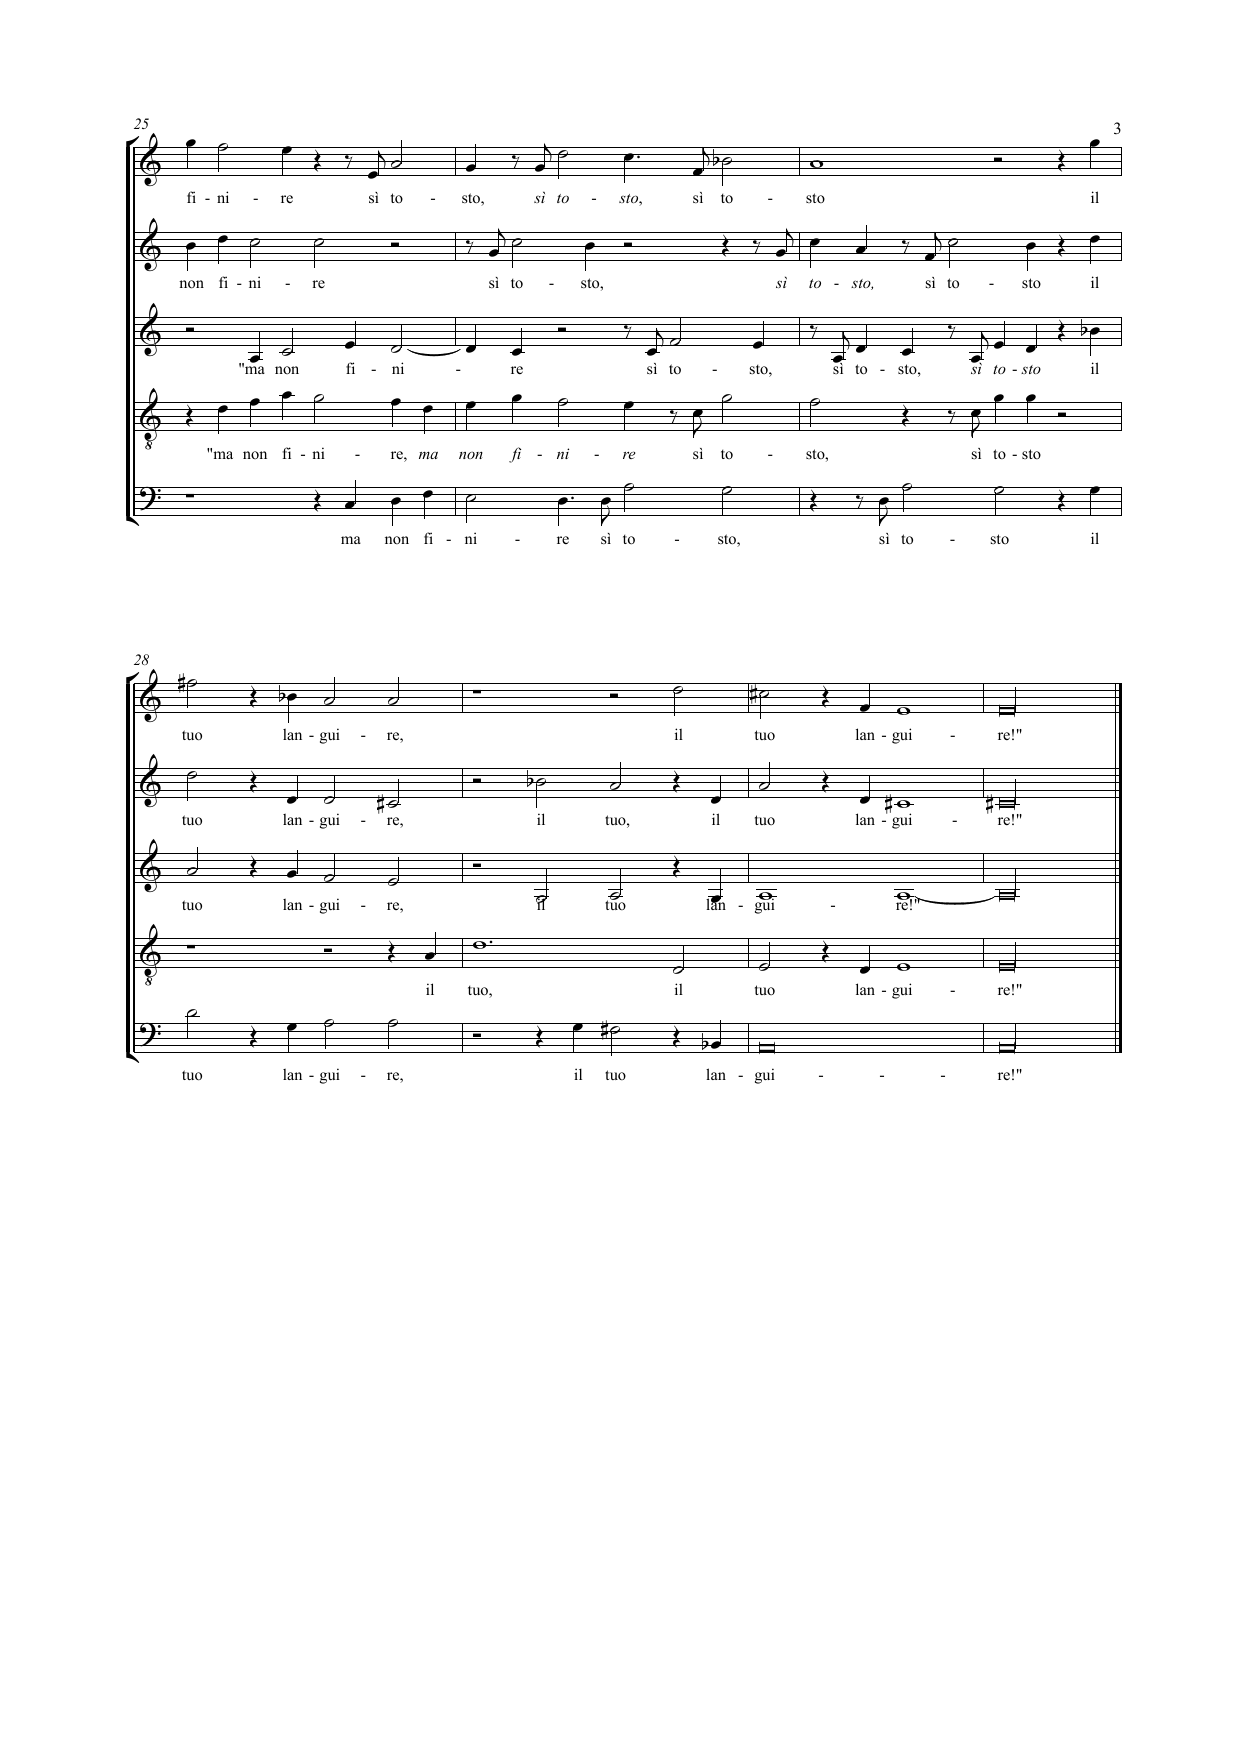 25
3
fi - ni - re sì to - sto, sì to - sto, sì to - sto il
non fi - ni - re sì to - sto, sì to - sto, sì to - sto il
"ma non fi - ni - re sì to - sto, sì to - sto, sì to - sto il
"ma non fi - ni - re, ma non fi - ni - re sì to - sto, sì to - sto
ma non fi - ni - re sì to - sto, sì to - sto il
28
tuo lan - gui - re, il tuo lan - gui - re!"
tuo lan - gui - re, il tuo, il tuo lan - gui - re!"
tuo lan - gui - re, il tuo lan - gui - re!"
il tuo, il tuo lan - gui - re!"
tuo lan - gui - re, il tuo lan - gui - - - re!"